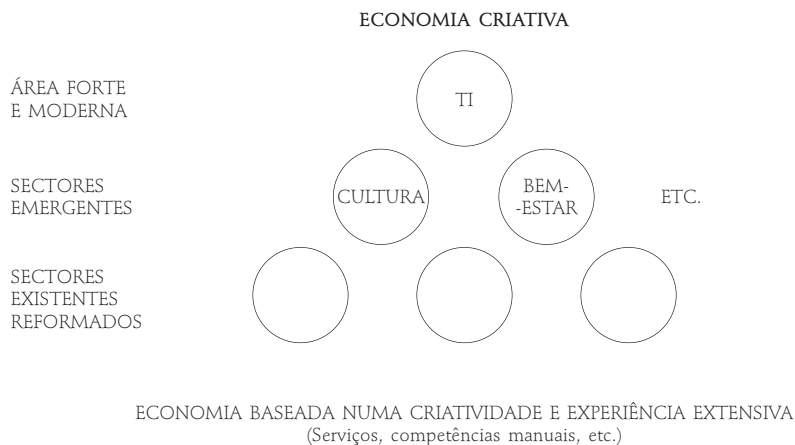 ECONOMIA CRIATIVA
ÁREA FORTE
E MODERNA
TI
SECTORES
EMERGENTES
CULTURA
BEM-
-ESTAR
ETC.
SECTORES
EXISTENTES
REFORMADOS
ECONOMIA BASEADA NUMA CRIATIVIDADE E EXPERIÊNCIA EXTENSIVA
(Serviços, competências manuais, etc.)